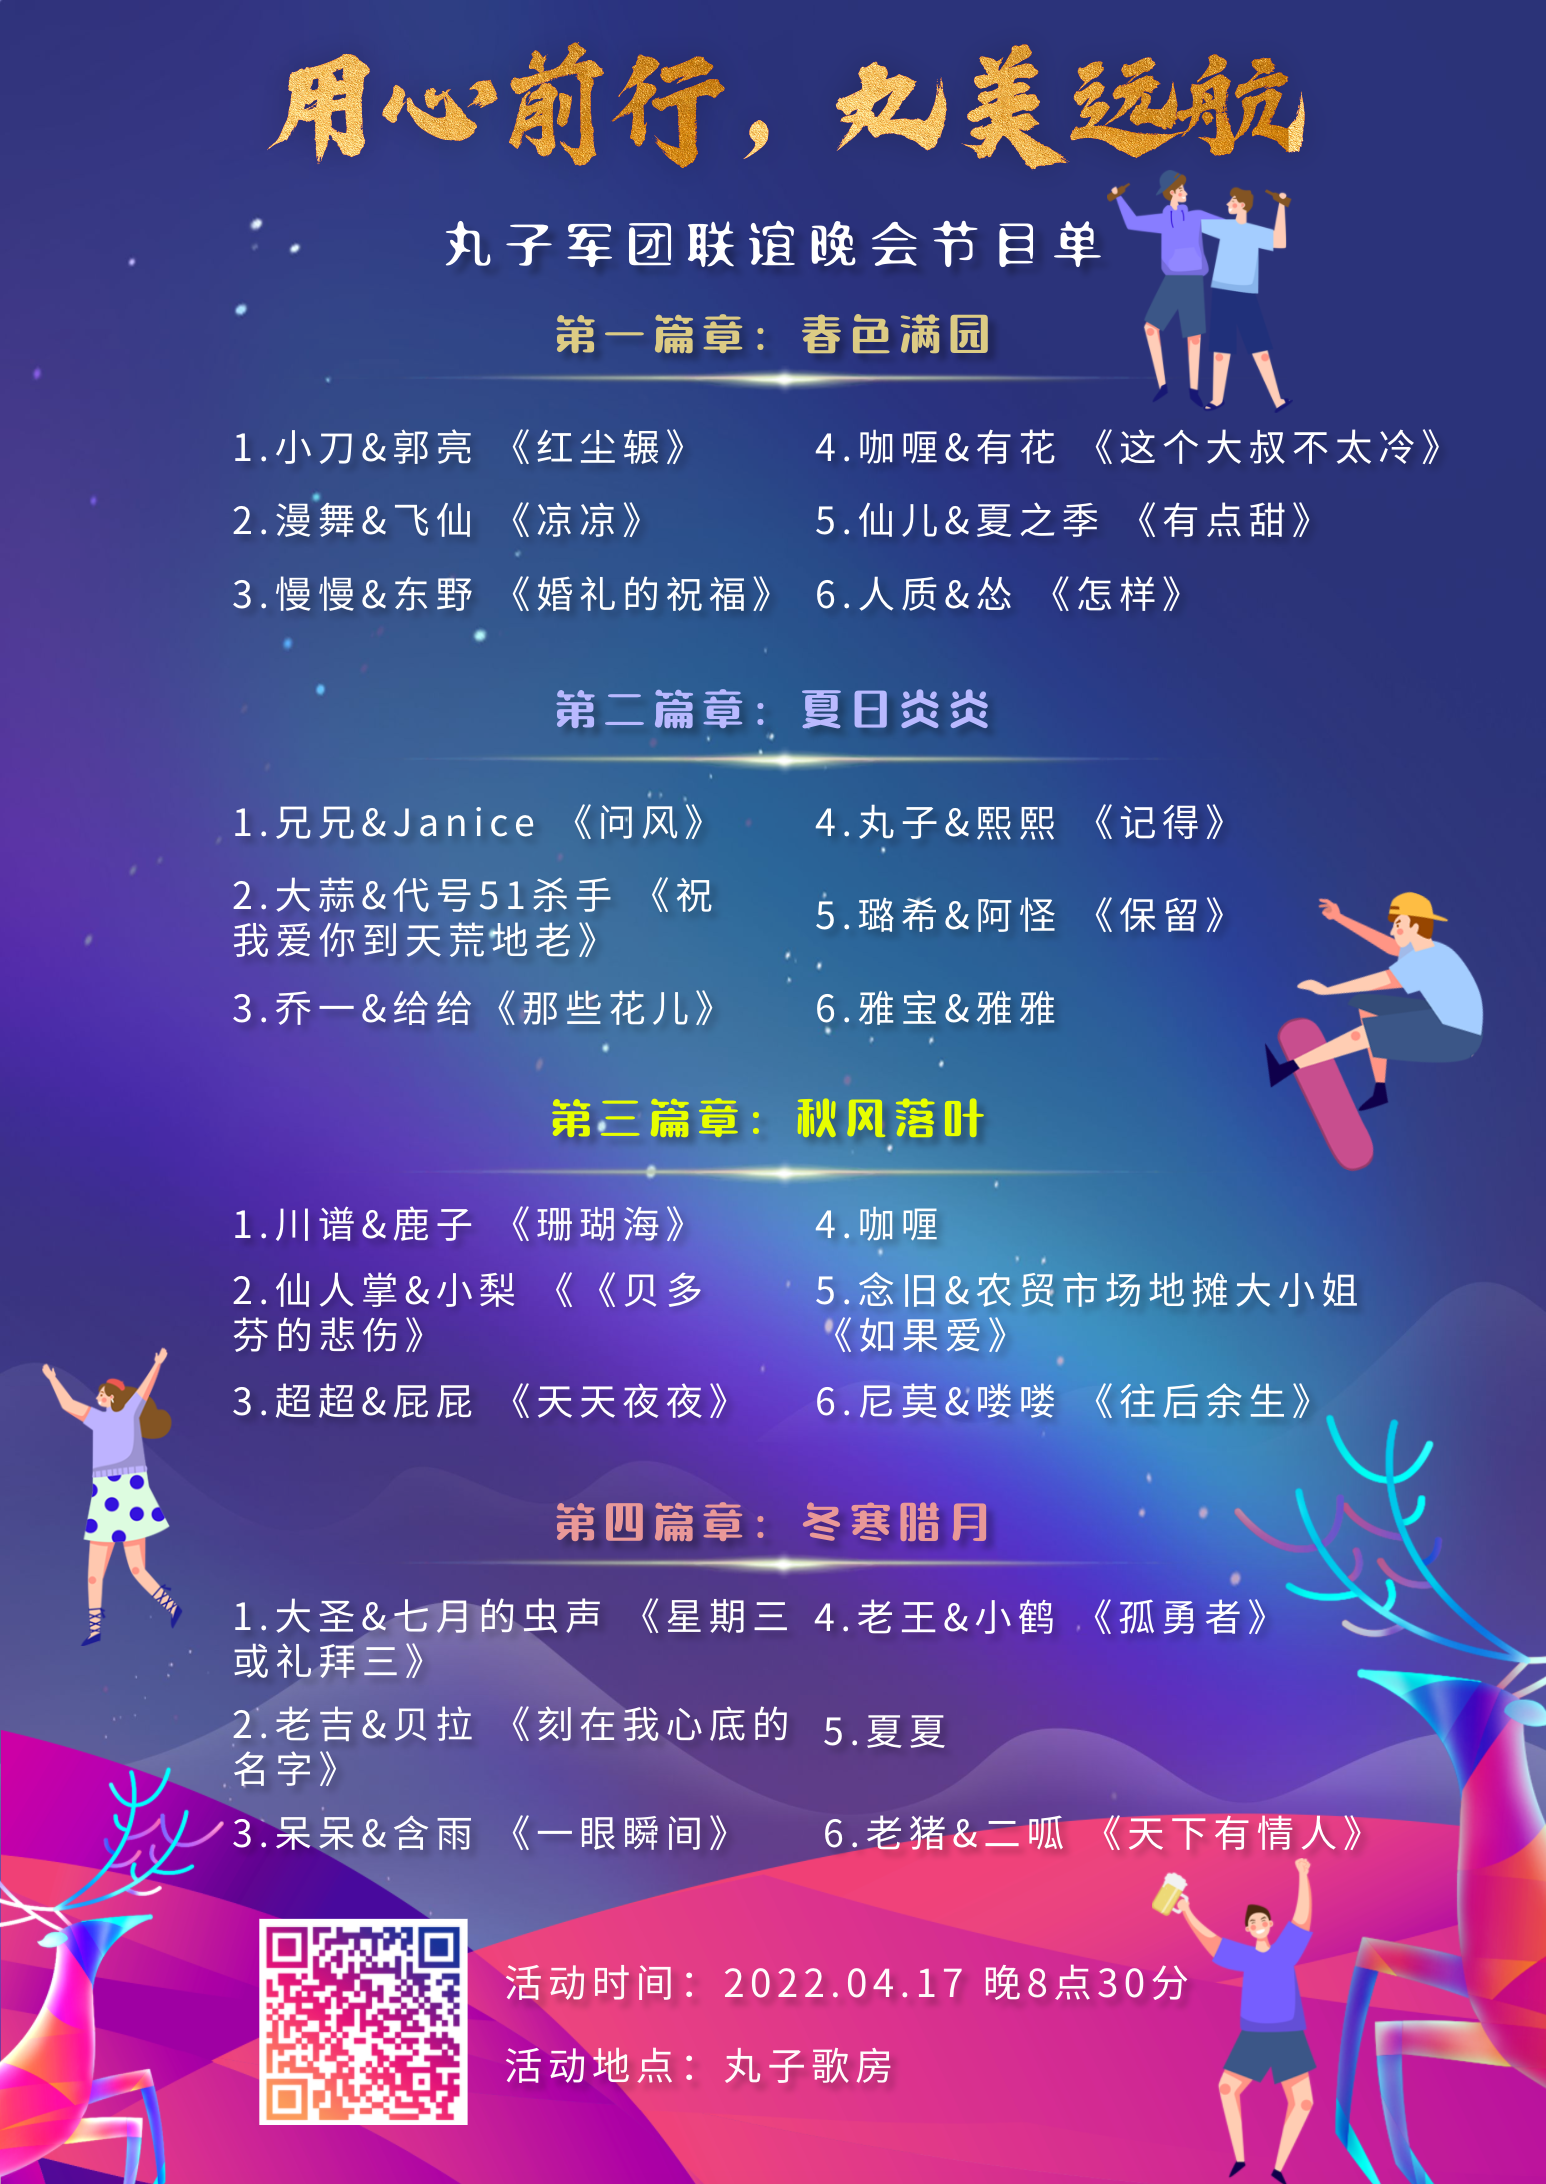 用心前行，丸美远航
丸子军团联谊晚会节目单
第一篇章：春色满园
1.小刀&郭亮 《红尘辗》
2.漫舞&飞仙 《凉凉》
3.慢慢&东野 《婚礼的祝福》
4.咖喱&有花 《这个大叔不太冷》
5.仙儿&夏之季 《有点甜》
6.人质&怂 《怎样》
第二篇章：夏日炎炎
1.兄兄&Janice 《问风》
2.大蒜&代号51杀手 《祝
我爱你到天荒地老》
3.乔一&给给《那些花儿》
4.丸子&熙熙 《记得》
5.璐希&阿怪 《保留》
6.雅宝&雅雅
第三篇章：秋风落叶
1.川谱&鹿子 《珊瑚海》
2.仙人掌&小梨 《《贝多
芬的悲伤》
3.超超&屁屁 《天天夜夜》
4.咖喱
5.念旧&农贸市场地摊大小姐
《如果爱》
6.尼莫&喽喽 《往后余生》
第四篇章：冬寒腊月
1.大圣&七月的虫声 《星期三
或礼拜三》
2.老吉&贝拉 《刻在我心底的
名字》
3.呆呆&含雨 《一眼瞬间》
4.老王&小鹤 《孤勇者》
5.夏夏
6.老猪&二呱 《天下有情人》
活动时间：2022.04.17 晚8点30分
活动地点：丸子歌房